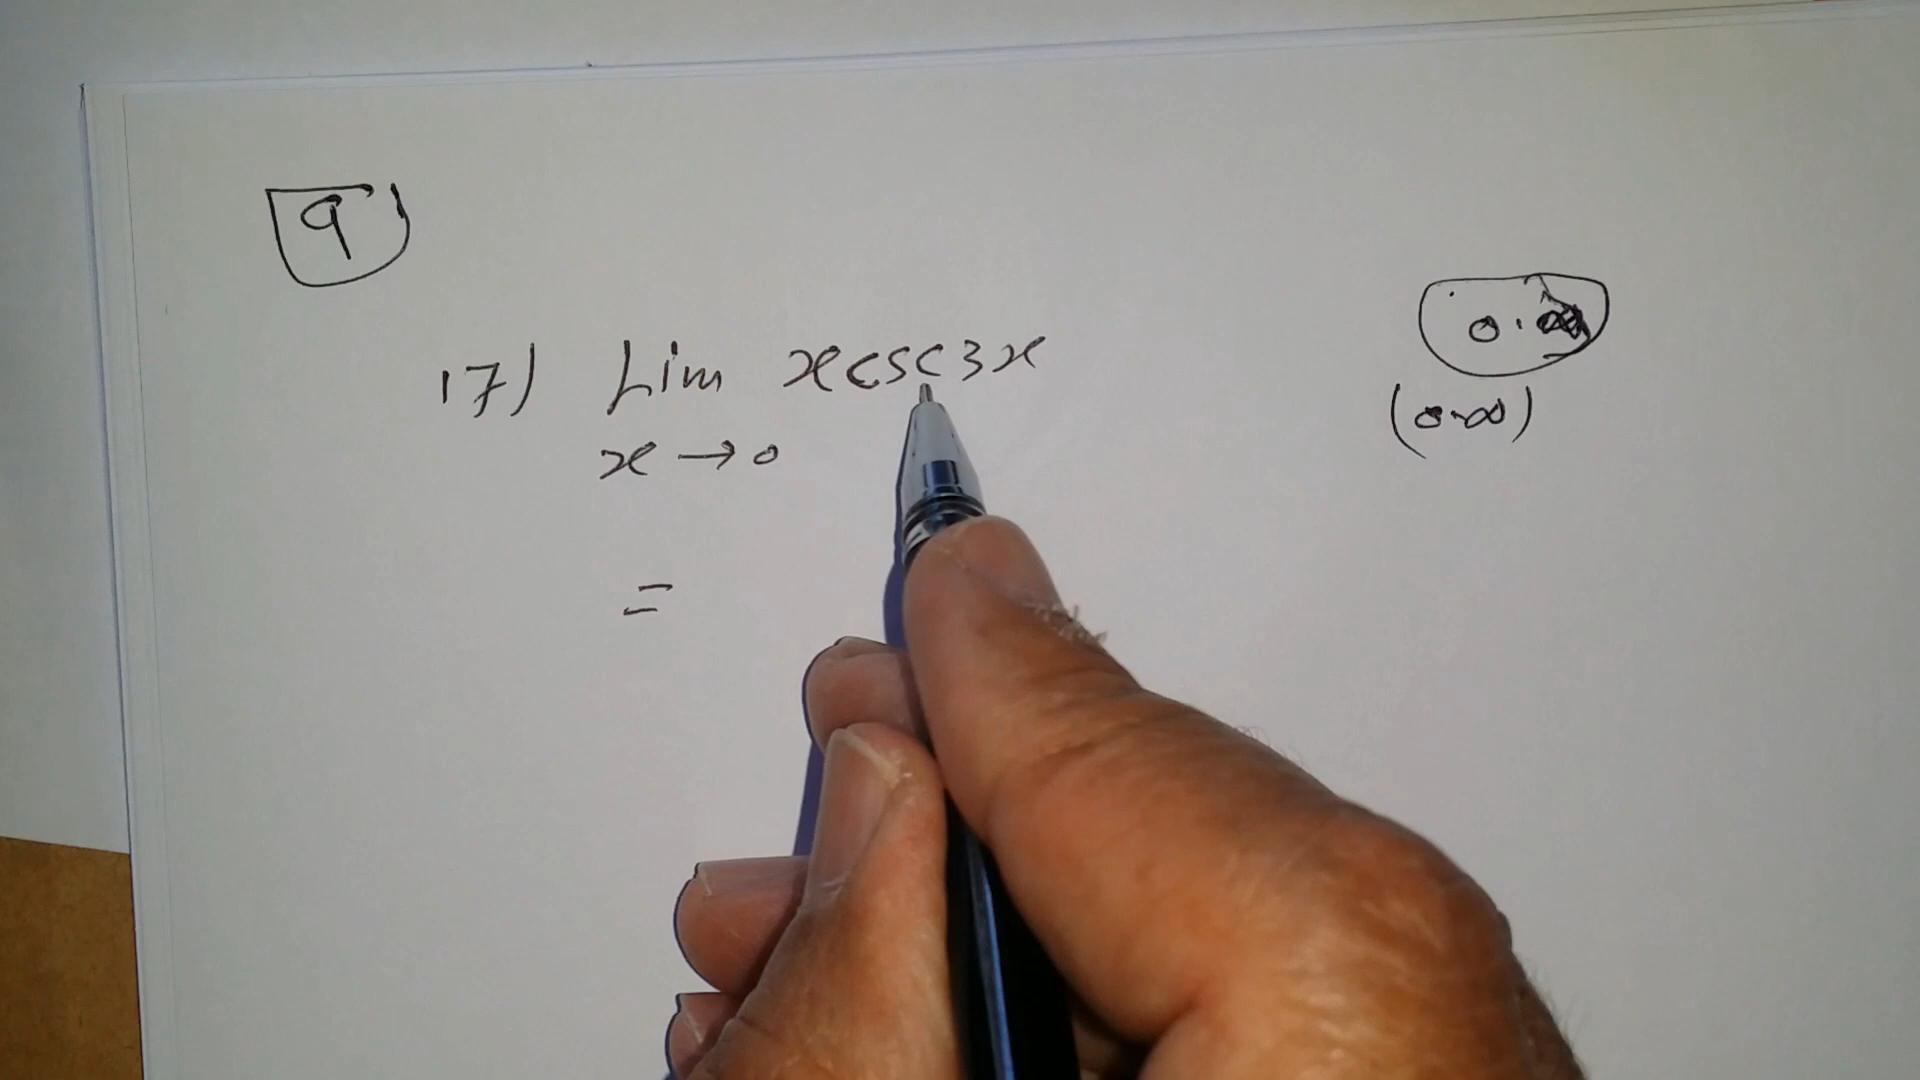 9
17) Lim xcsc3x
x → 0
0.∞
(0.∞)
=